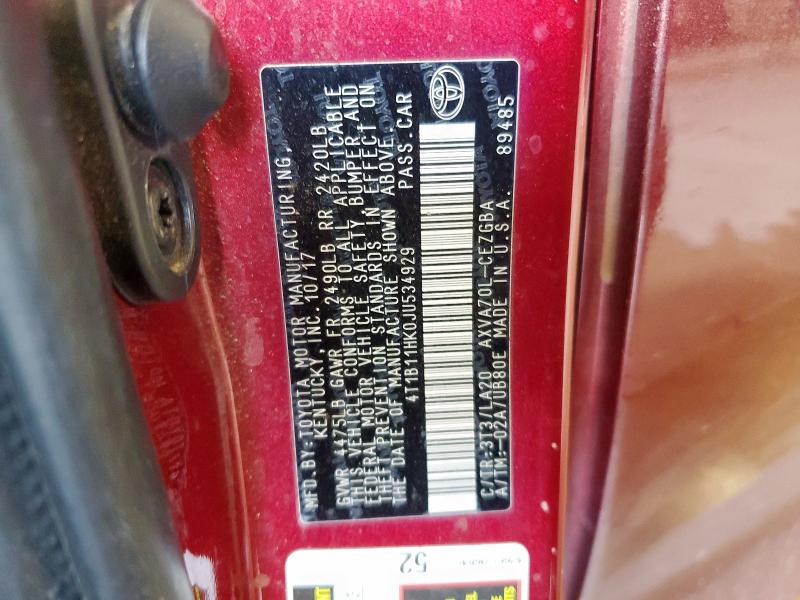 MFD. BY: TOYOTA MOTOR MANUFACTURING,
KENTUCKY, INC. 10/17
GVWR 4475LB GAWR FR 2490LB RR 2420LB
THIS VEHICLE CONFORMS TO ALL APPLICABLE
FEDERAL MOTOR VEHICLE SAFETY, BUMPER AND
THEFT PREVENTION STANDARDS IN EFFECT ON
THE DATE OF MANUFACTURE SHOWN ABOVE.
4T1B11HK0JU534929 PASS. CAR
C/TR: 3T3/LA20 AXVA70L-CEZGBA
A/TM: -02A/UB80E MADE IN U.S.A. 89485
52